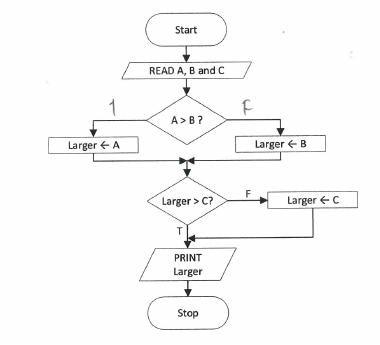 Start
READ A, B and C
1 F
A > B ?
Larger ← A
Larger ← B
Larger > C?
F
Larger ← C
T
PRINT
Larger
Stop